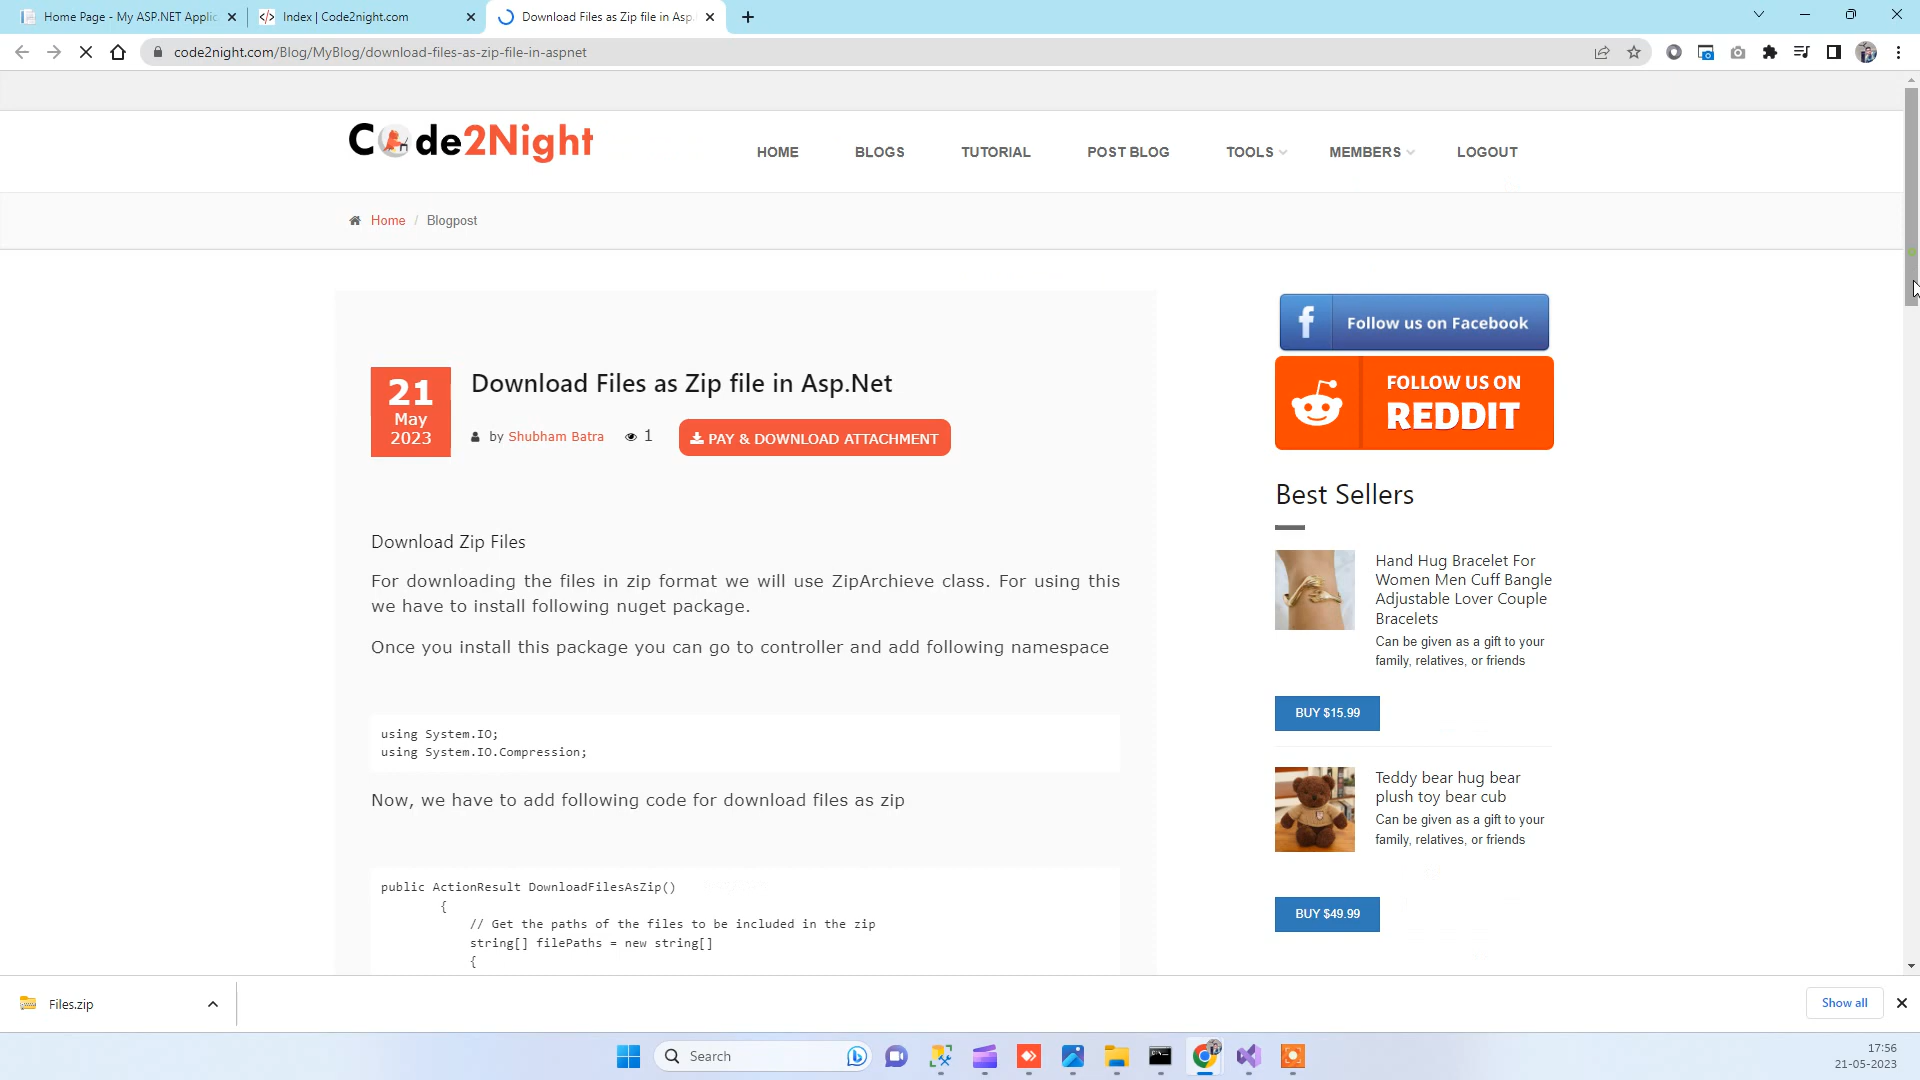 Home Page - My ASP.NET Applic
Index | Code2night.com
Download Files as Zip file in Asp.
code2night.com/Blog/MyBlog/download-files-as-zip-file-in-aspnet
Code2Night
HOME
BLOGS
TUTORIAL
POST BLOG
TOOLS
MEMBERS
LOGOUT
Home / Blogpost
21
May
2023
Download Files as Zip file in Asp.Net
by Shubham Batra
1
PAY & DOWNLOAD ATTACHMENT
Download Zip Files
For downloading the files in zip format we will use ZipArchieve class. For using this
we have to install following nuget package.
Once you install this package you can go to controller and add following namespace
using System.IO;
using System.IO.Compression;
Now, we have to add following code for download files as zip
public ActionResult DownloadFilesAsZip()
{
// Get the paths of the files to be included in the zip
string[] filePaths = new string[]
{
f Follow us on Facebook
FOLLOW US ON
REDDIT
Best Sellers
Hand Hug Bracelet For
Women Men Cuff Bangle
Adjustable Lover Couple
Bracelets
Can be given as a gift to your
family, relatives, or friends
BUY $15.99
Teddy bear hug bear
plush toy bear cub
Can be given as a gift to your
family, relatives, or friends
BUY $49.99
Files.zip
Show all
Search
17:56
21-05-2023